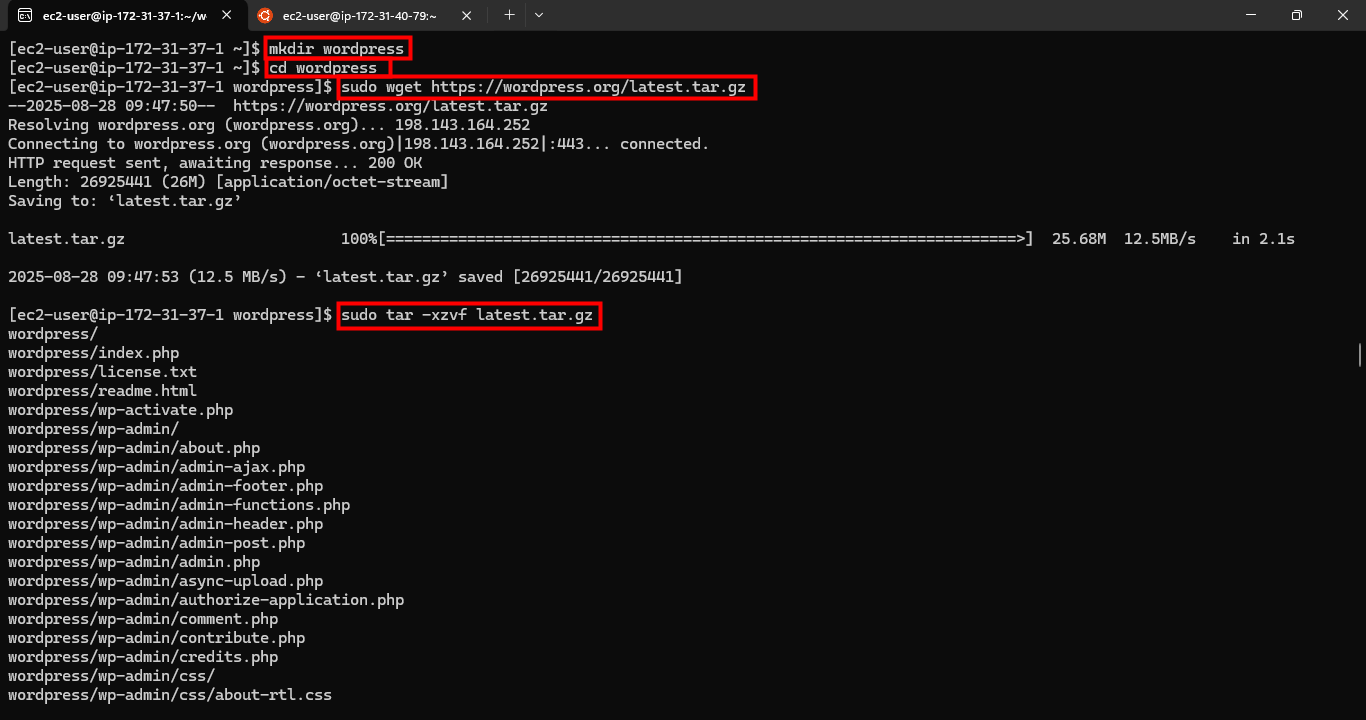 ec2-user@ip-172-31-37-1:~/w
ec2-user@ip-172-31-40-79:~
[ec2-user@ip-172-31-37-1 ~]$ mkdir wordpress
[ec2-user@ip-172-31-37-1 ~]$ cd wordpress
[ec2-user@ip-172-31-37-1 wordpress]$ sudo wget https://wordpress.org/latest.tar.gz
--2025-08-28 09:47:50--  https://wordpress.org/latest.tar.gz
Resolving wordpress.org (wordpress.org)... 198.143.164.252
Connecting to wordpress.org (wordpress.org)|198.143.164.252|:443... connected.
HTTP request sent, awaiting response... 200 OK
Length: 26925441 (26M) [application/octet-stream]
Saving to: ‘latest.tar.gz’
latest.tar.gz                        100%[======================================================================>]  25.68M  12.5MB/s    in 2.1s
2025-08-28 09:47:53 (12.5 MB/s) - ‘latest.tar.gz’ saved [26925441/26925441]
[ec2-user@ip-172-31-37-1 wordpress]$ sudo tar -xzvf latest.tar.gz
wordpress/
wordpress/index.php
wordpress/license.txt
wordpress/readme.html
wordpress/wp-activate.php
wordpress/wp-admin/
wordpress/wp-admin/about.php
wordpress/wp-admin/admin-ajax.php
wordpress/wp-admin/admin-footer.php
wordpress/wp-admin/admin-functions.php
wordpress/wp-admin/admin-header.php
wordpress/wp-admin/admin-post.php
wordpress/wp-admin/admin.php
wordpress/wp-admin/async-upload.php
wordpress/wp-admin/authorize-application.php
wordpress/wp-admin/comment.php
wordpress/wp-admin/contribute.php
wordpress/wp-admin/credits.php
wordpress/wp-admin/css/
wordpress/wp-admin/css/about-rtl.css